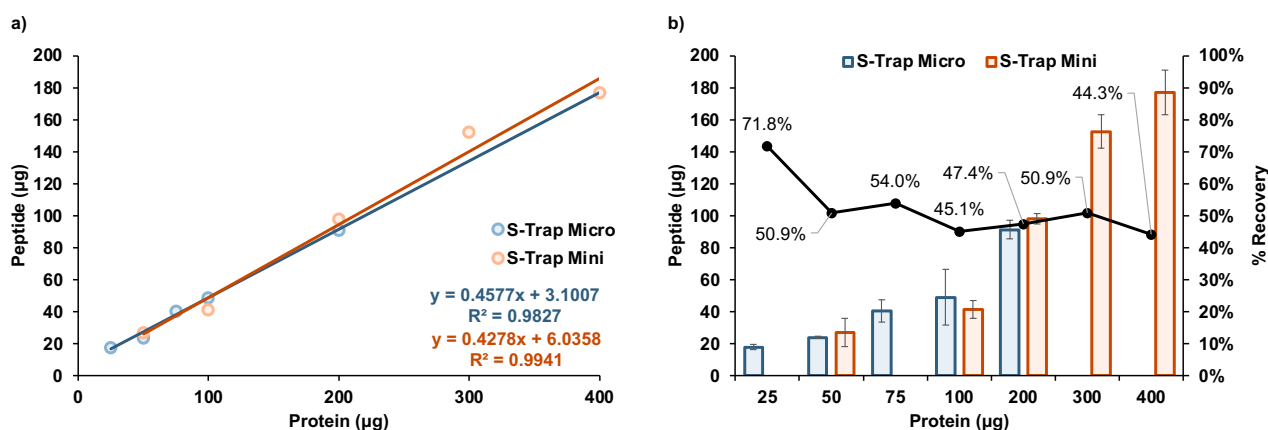 a)
200
180
160
140
120
100
80
60
40
20
0
Peptide (µg)
0 100 200 300 400
Protein (µg)
S-Trap Micro
S-Trap Mini
y = 0.4577x + 3.1007
R² = 0.9827
y = 0.4278x + 6.0358
R² = 0.9941
b)
S-Trap Micro S-Trap Mini
200
180
160
140
120
100
80
60
40
20
0
Peptide (µg)
71.8%
50.9%
54.0%
45.1%
47.4%
50.9%
44.3%
25 50 75 100 200 300 400
Protein (µg)
100%
90%
80%
70%
60%
50%
40%
30%
20%
10%
0%
% Recovery